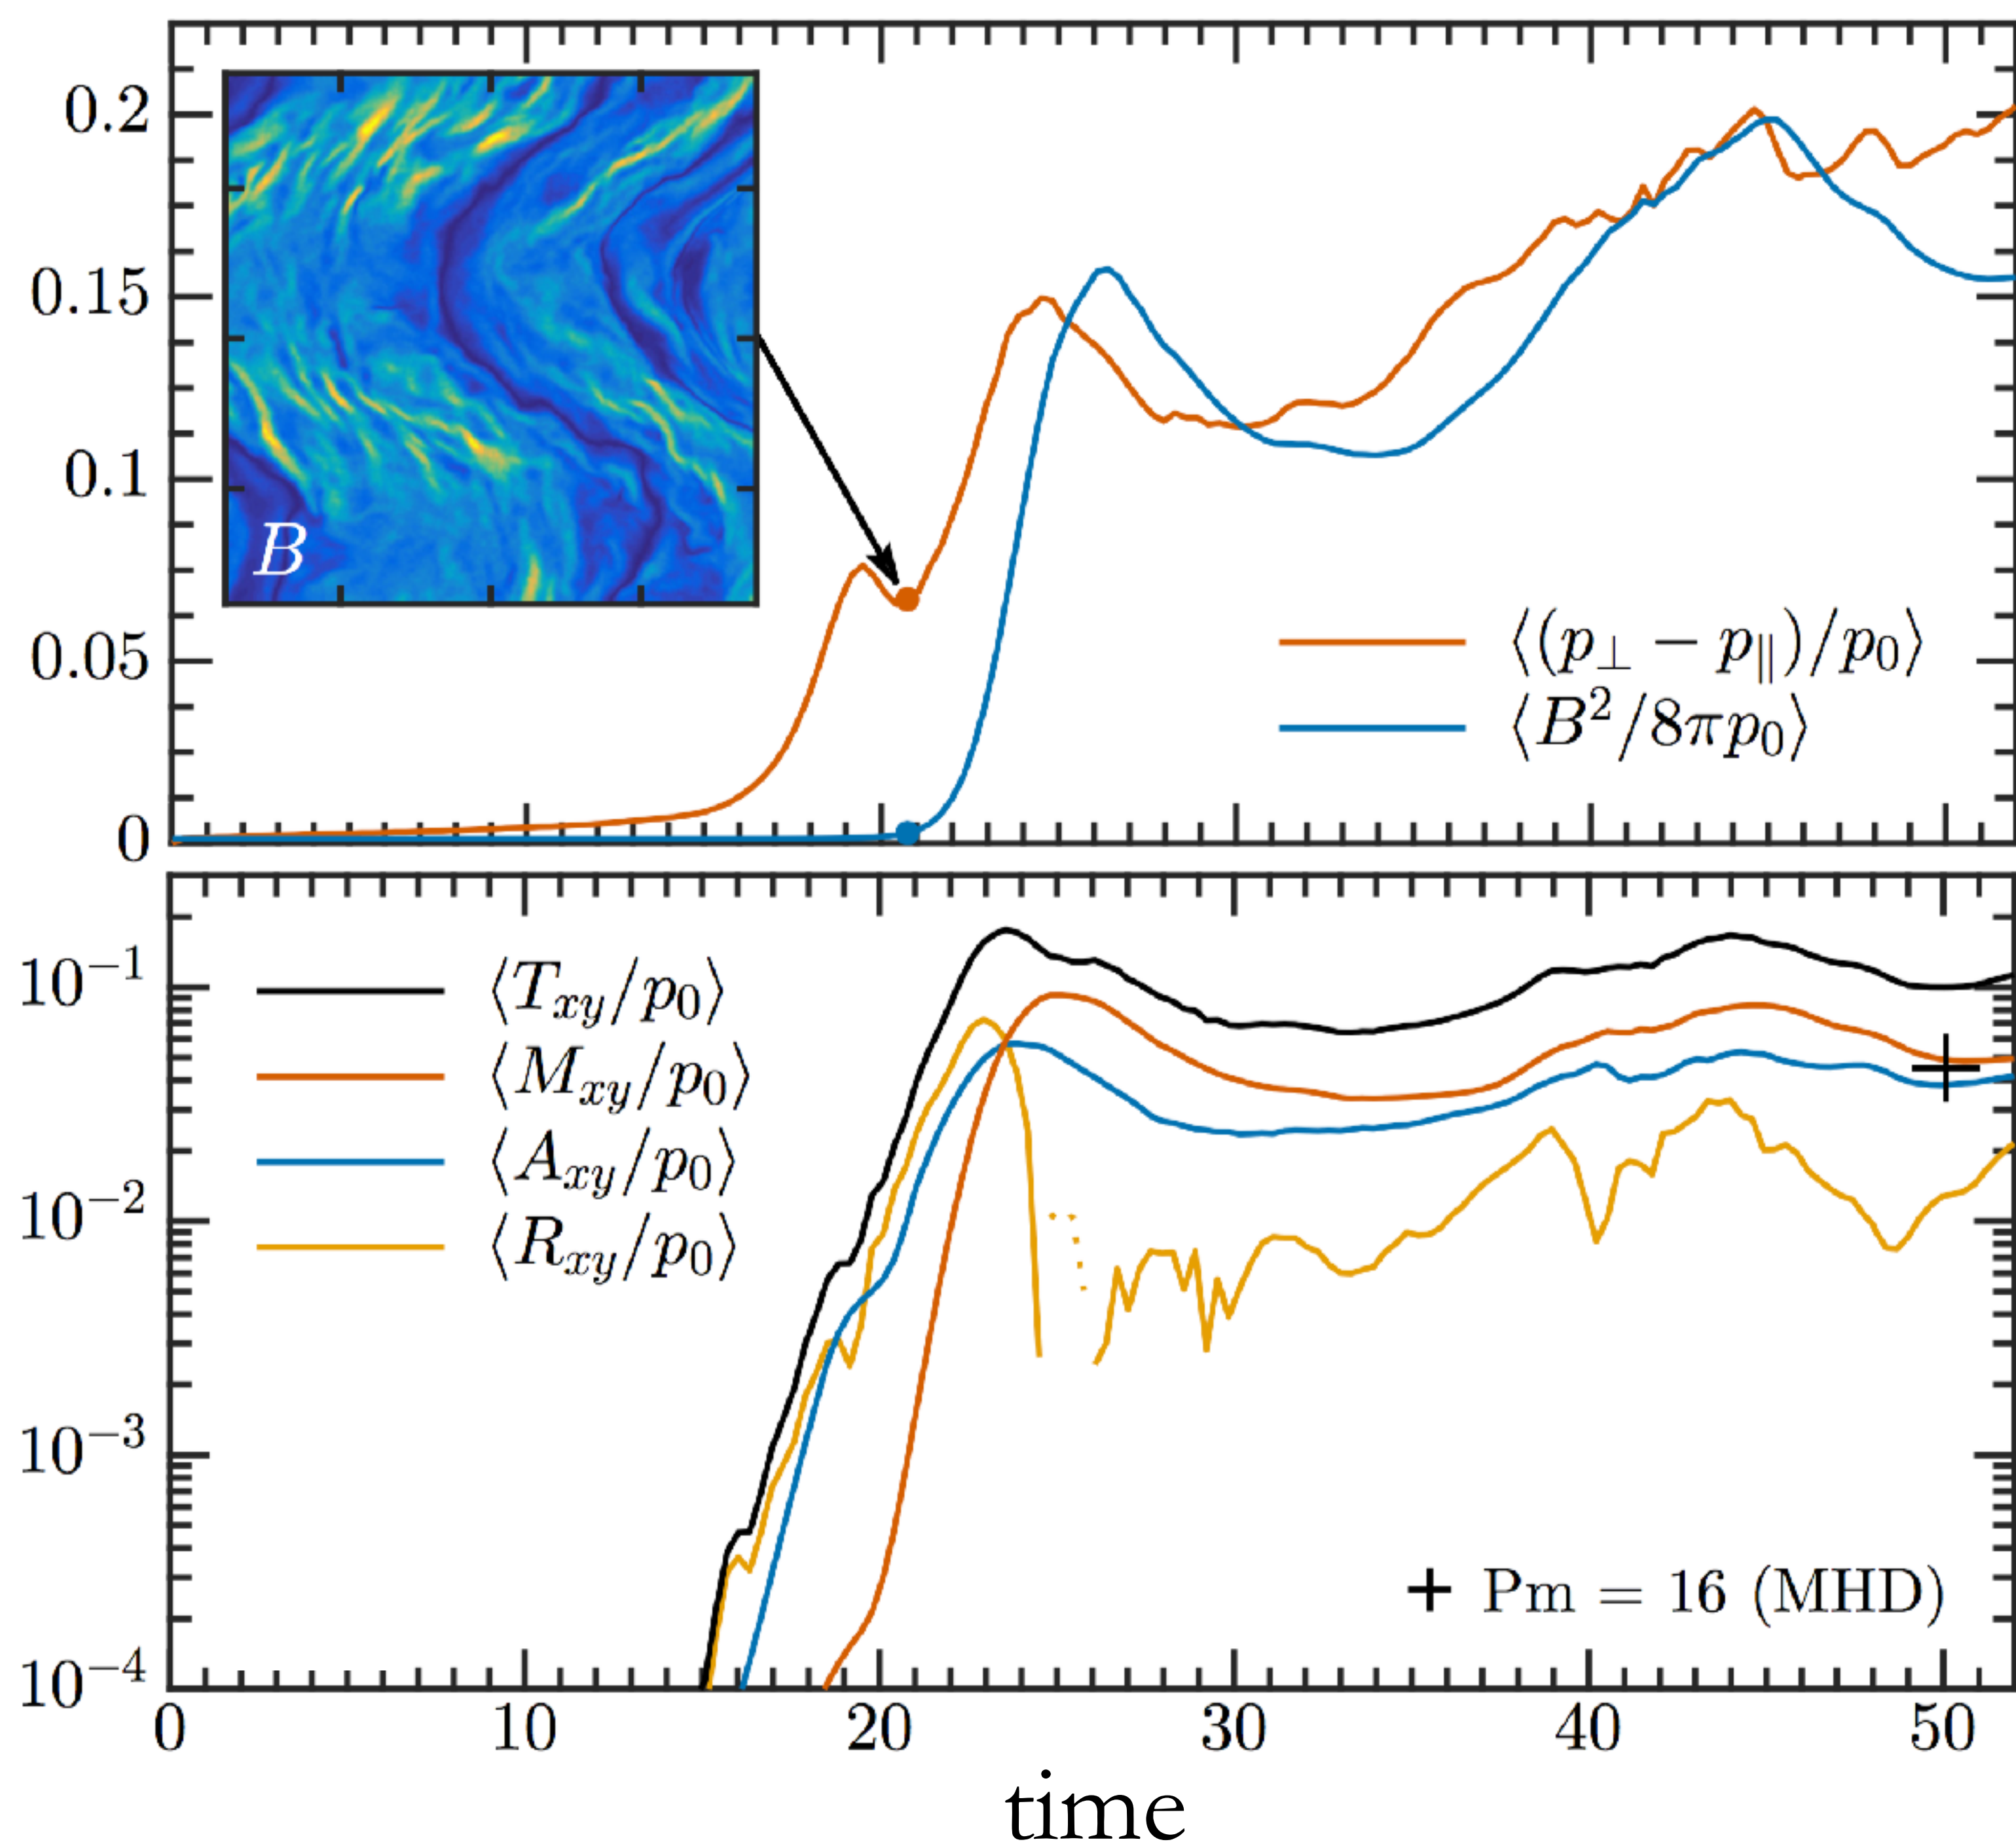 0.2
0.15
0.1
0.05
0
B
⟨(p⊥ − p∥)/p₀⟩
⟨B²/8πp₀⟩
10⁻¹
10⁻²
10⁻³
10⁻⁴
⟨Txy/p₀⟩
⟨Mxy/p₀⟩
⟨Axy/p₀⟩
⟨Rxy/p₀⟩
+ Pm = 16 (MHD)
0 10 20 30 40 50
time